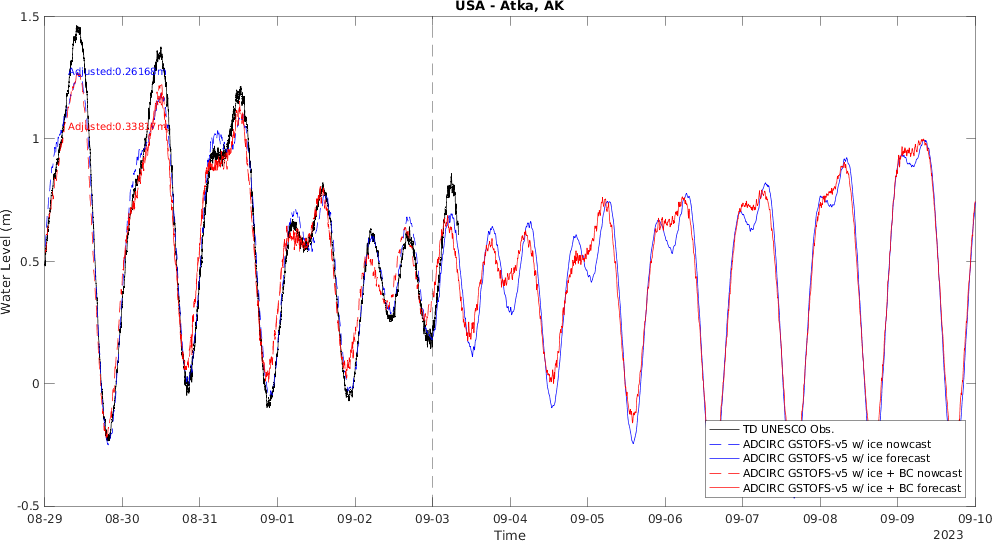 USA - Atka, AK
1.5
1
0.5
0
-0.5
Water Level (m)
Adjusted:0.26168m
Adjusted:0.33817m
TD UNESCO Obs.
ADCIRC GSTOFS-v5 w/ ice nowcast
ADCIRC GSTOFS-v5 w/ ice forecast
ADCIRC GSTOFS-v5 w/ ice + BC nowcast
ADCIRC GSTOFS-v5 w/ ice + BC forecast
08-29 08-30 08-31 09-01 09-02 09-03 09-04 09-05 09-06 09-07 09-08 09-09 09-10
Time
2023